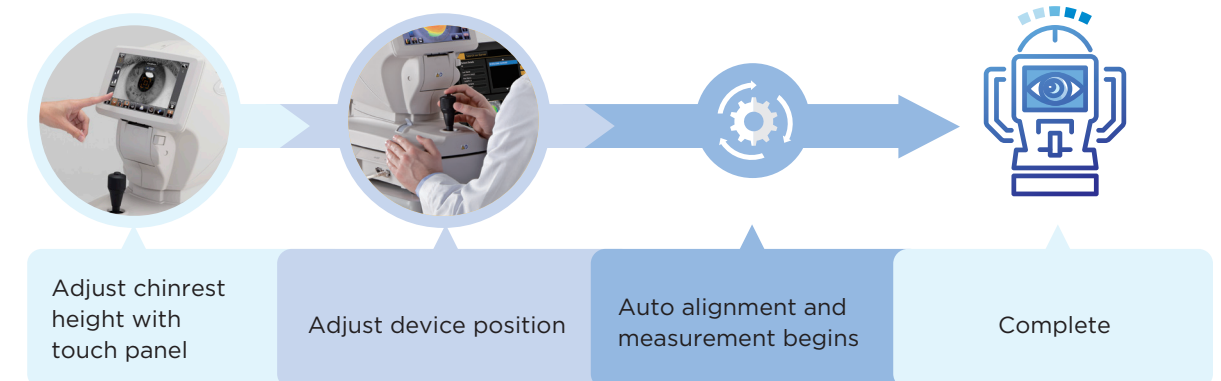 Adjust chinrest
height with
touch panel
Adjust device position
Auto alignment and
measurement begins
Complete